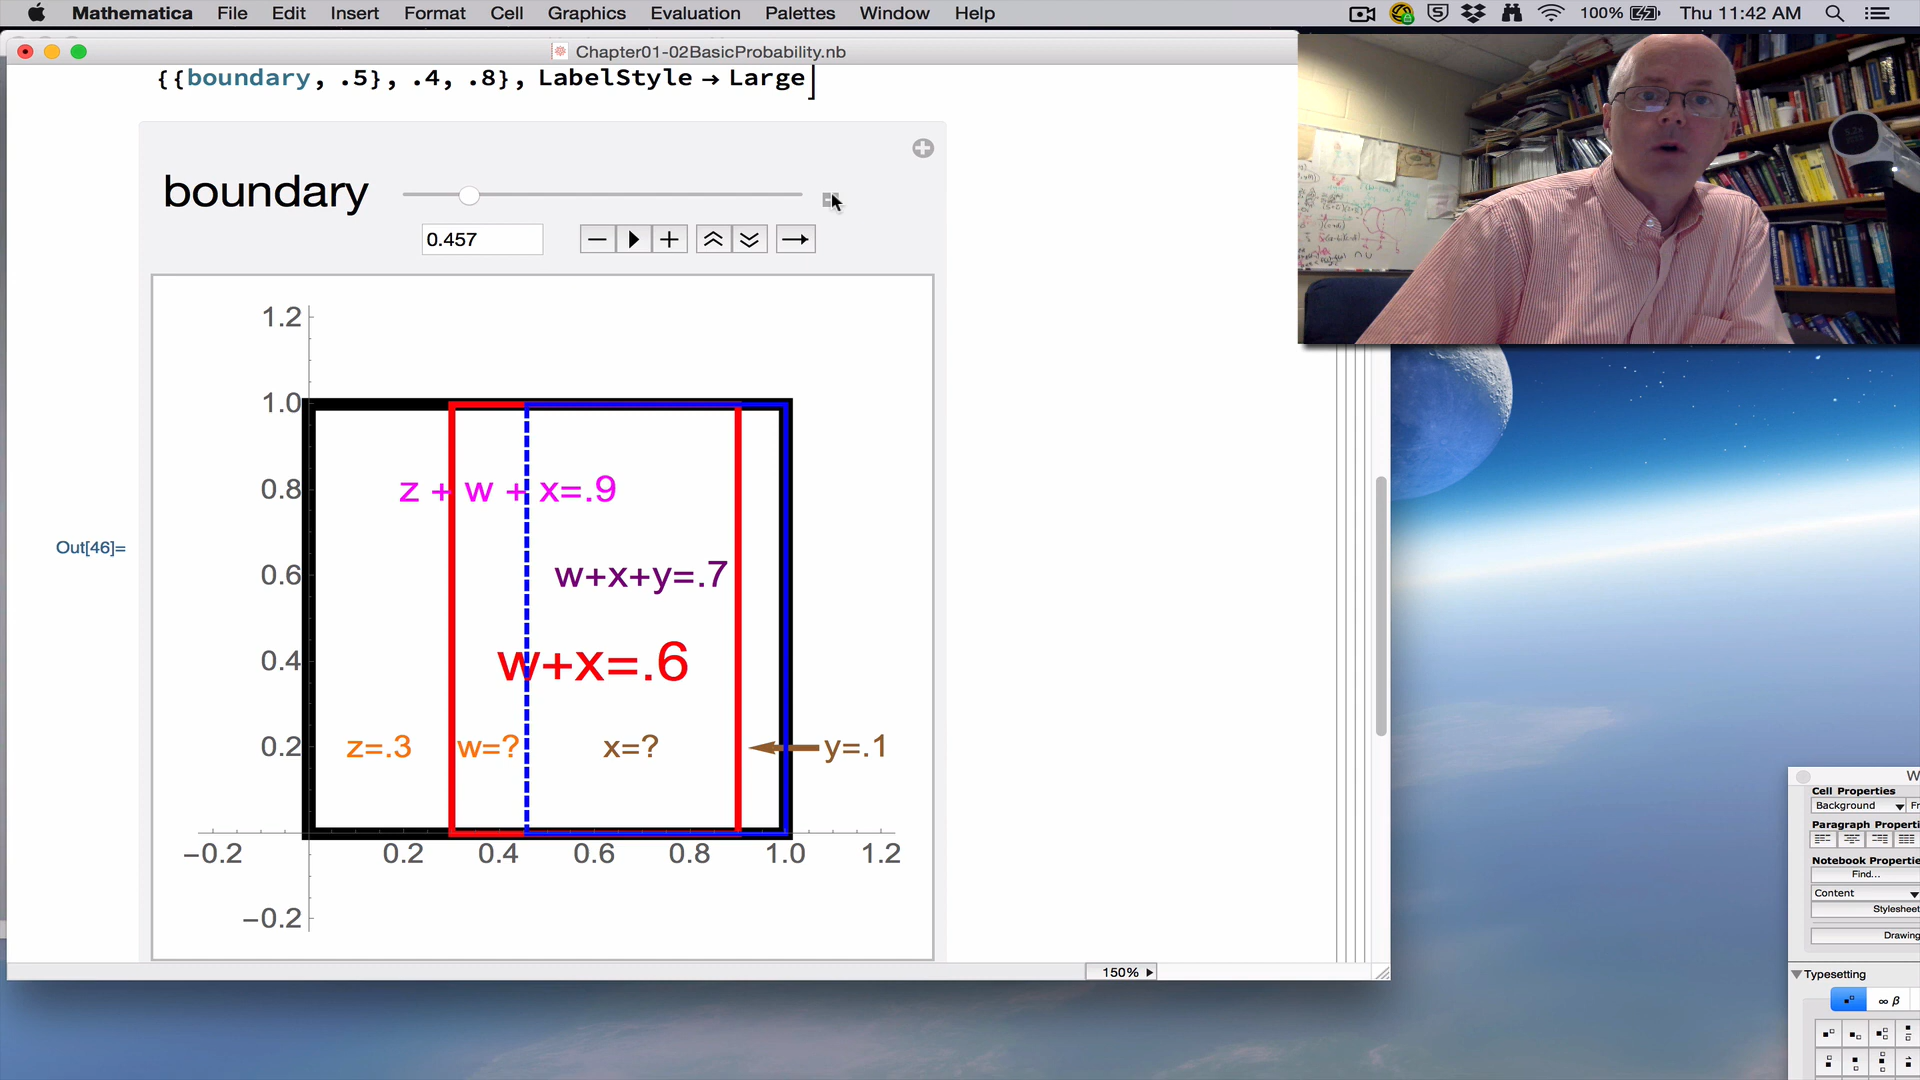 Mathematica File Edit Insert Format Cell Graphics Evaluation Palettes Window Help 100% Thu 11:42 AM
Chapter01-02BasicProbability.nb
{{boundary, .5}, .4, .8}, LabelStyle → Large]
boundary
0.457
Out[46]=
1.2
1.0
0.8
0.6
0.4
0.2
−0.2
z + w + x=.9
w+x+y=.7
w+x=.6
z=.3 w=? x=? y=.1
−0.2 0.2 0.4 0.6 0.8 1.0 1.2
150%
Cell Properties
Background
Paragraph Properti
Notebook Propertie
Find...
Content
Stylesheet
Drawing
Typesetting
∞ β